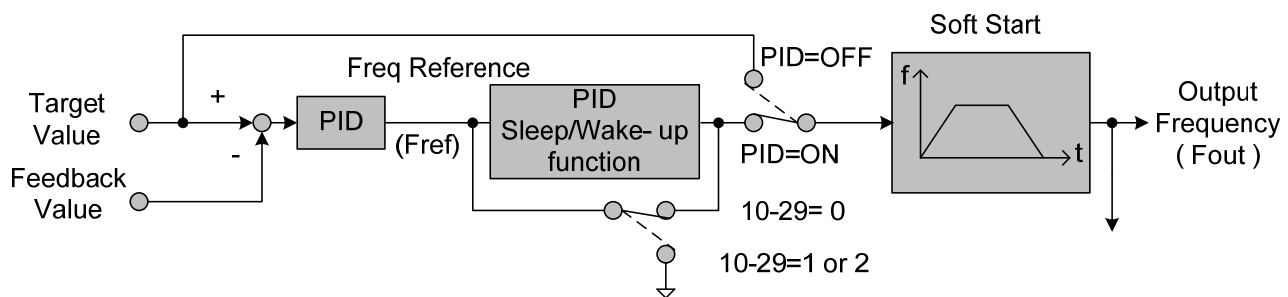 Soft Start
PID=OFF
Freq Reference
f
Target
Value
+
PID
PID
Sleep/Wake- up
function
Output
Frequency
( Fout )
-
(Fref)
PID=ON
t
Feedback
Value
10-29= 0
10-29=1 or 2